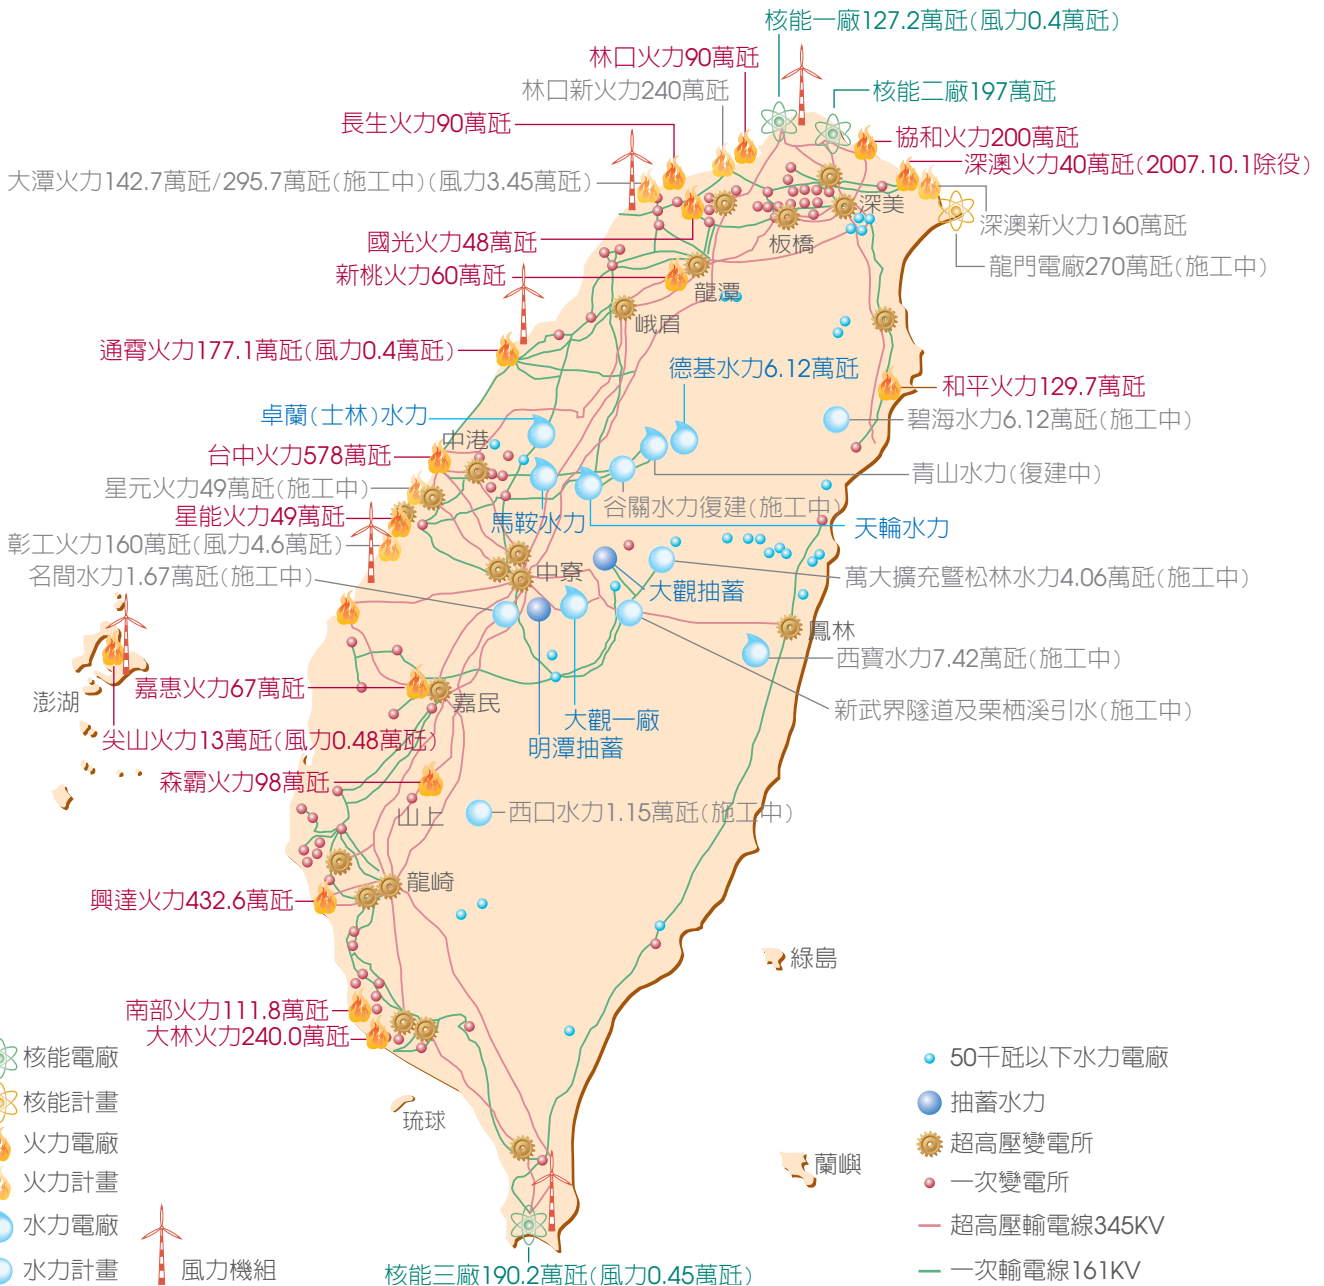 核能一廠127.2萬瓩(風力0.4萬瓩)
林口火力90萬瓩
林口新火力240萬瓩
核能二廠197萬瓩
長生火力90萬瓩
協和火力200萬瓩
深澳火力40萬瓩(2007.10.1除役)
大潭火力142.7萬瓩/295.7萬瓩(施工中)(風力3.45萬瓩)
深美
深澳新火力160萬瓩
國光火力48萬瓩
板橋
龍門電廠270萬瓩(施工中)
新桃火力60萬瓩
龍潭
峨眉
通霄火力177.1萬瓩(風力0.4萬瓩)
德基水力6.12萬瓩
和平火力129.7萬瓩
卓蘭(士林)水力
碧海水力6.12萬瓩(施工中)
中港
台中火力578萬瓩
青山水力(復建中)
星元火力49萬瓩(施工中)
谷關水力復建(施工中)
星能火力49萬瓩
馬鞍水力
天輪水力
彰工火力160萬瓩(風力4.6萬瓩)
名間水力1.67萬瓩(施工中)
中寮
大觀抽蓄
萬大擴充暨松林水力4.06萬瓩(施工中)
鳳林
西寶水力7.42萬瓩(施工中)
澎湖
嘉惠火力67萬瓩
嘉民
大觀一廠
新武界隧道及栗栖溪引水(施工中)
尖山火力13萬瓩(風力0.48萬瓩)
明潭抽蓄
森霸火力98萬瓩
山上
西口水力1.15萬瓩(施工中)
龍崎
興達火力432.6萬瓩
綠島
南部火力111.8萬瓩
大林火力240.0萬瓩
琉球
蘭嶼
核能三廠190.2萬瓩(風力0.45萬瓩)
核能電廠
核能計畫
火力電廠
火力計畫
水力電廠
水力計畫
風力機組
50千瓩以下水力電廠
抽蓄水力
超高壓變電所
一次變電所
超高壓輸電線345KV
一次輸電線161KV